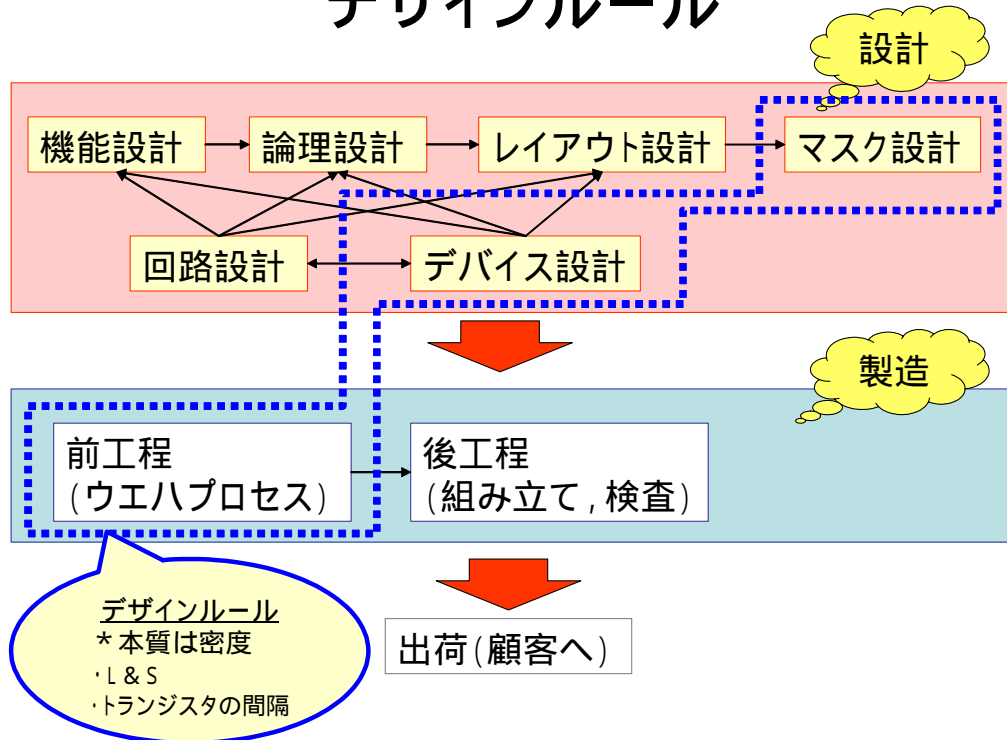 デザインルール
設計
機能設計
論理設計
レイアウト設計
マスク設計
回路設計
デバイス設計
製造
前工程
(ウエハプロセス)
後工程
(組み立て,検査)
デザインルール
*本質は密度
・L&S
・トランジスタの間隔
出荷(顧客へ)